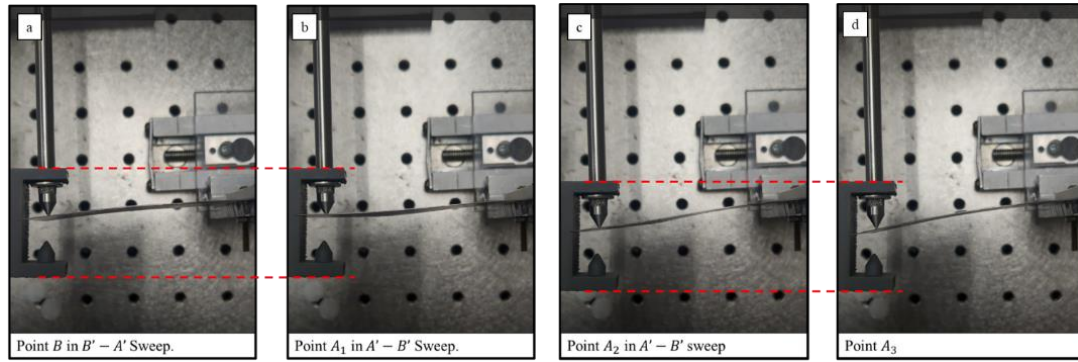 a
b
c
d
Point B in B′ − A′ Sweep.
Point A₁ in A′ − B′ Sweep.
Point A₂ in A′ − B′ sweep
Point A₃